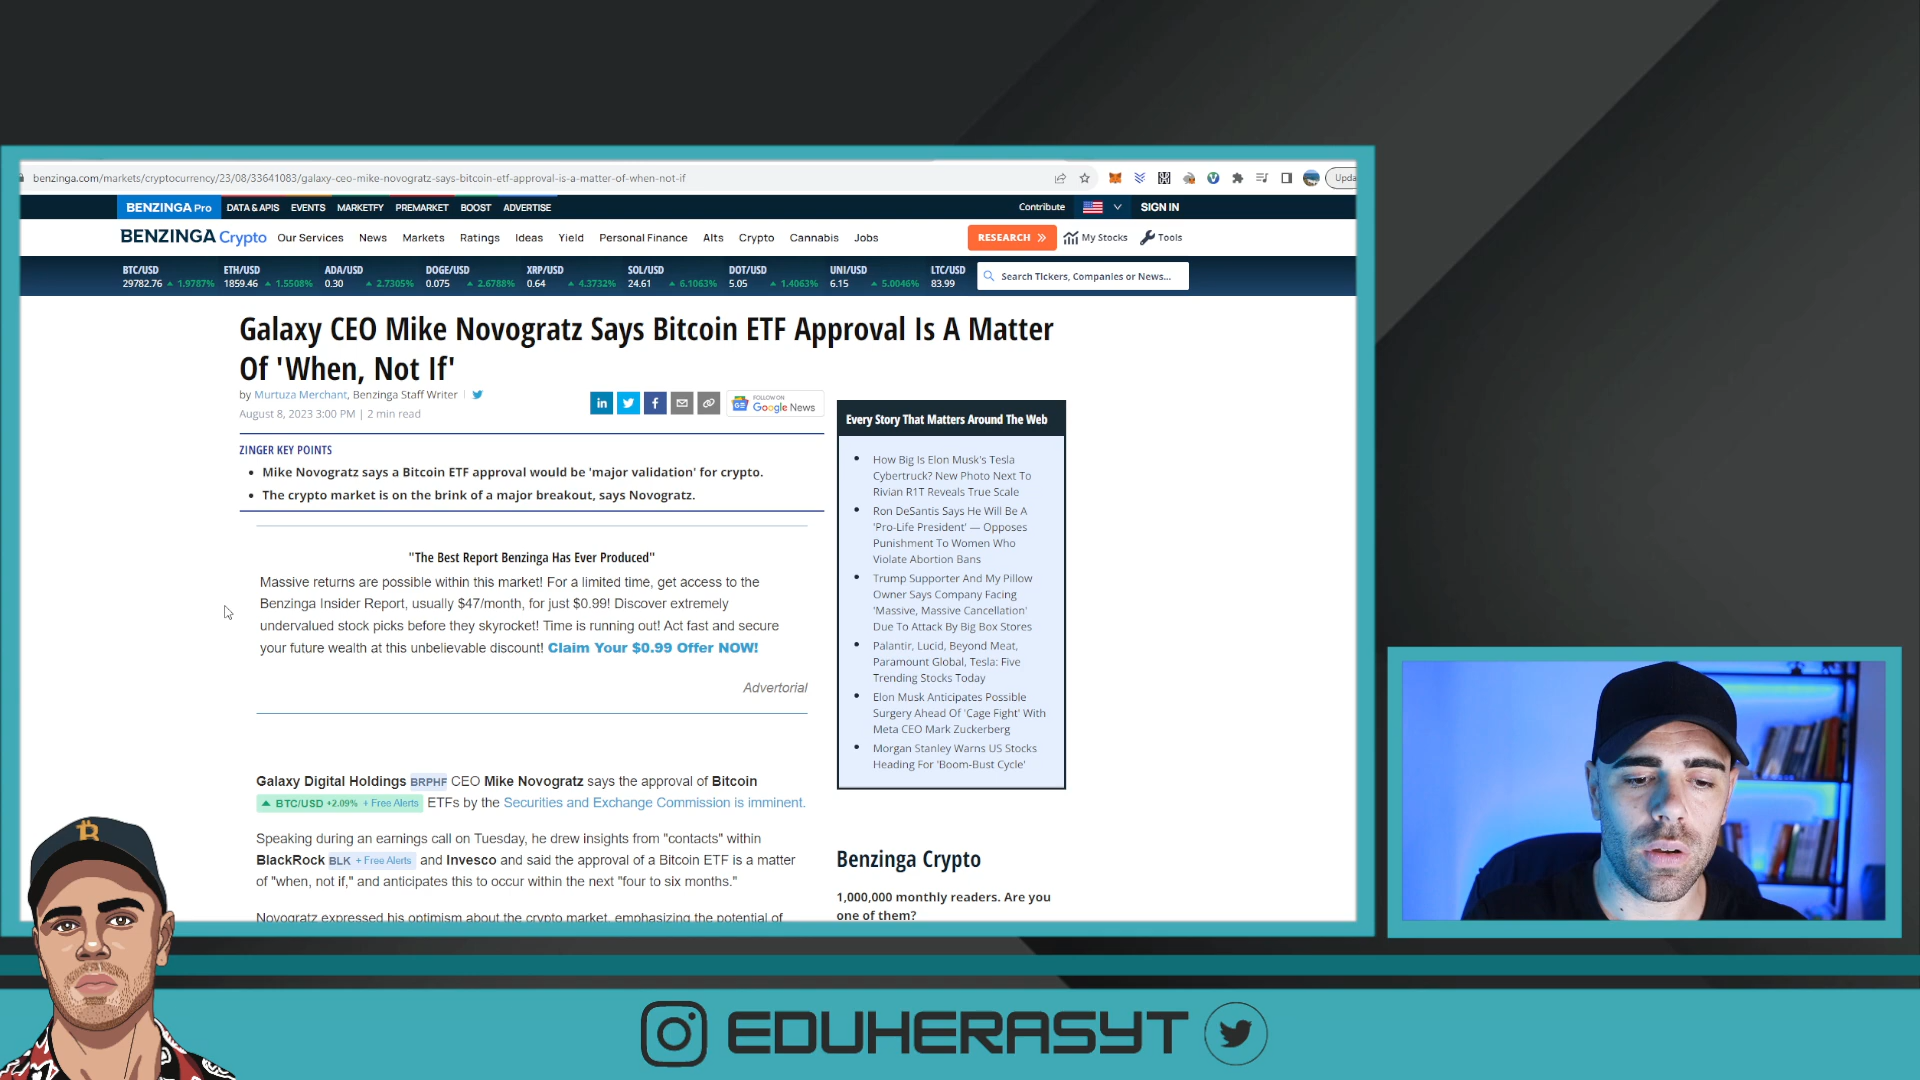 benzinga.com/markets/cryptocurrency/23/08/33641083/galaxy-ceo-mike-novogratz-says-bitcoin-etf-approval-is-a-matter-of-when-not-if
Upda
BENZINGA Pro DATA & APIS EVENTS MARKETFY PREMARKET BOOST ADVERTISE Contribute SIGN IN
BENZINGA Crypto Our Services News Markets Ratings Ideas Yield Personal Finance Alts Crypto Cannabis Jobs RESEARCH My Stocks Tools
BTC/USD ETH/USD ADA/USD DOGE/USD XRP/USD SOL/USD DOT/USD UNI/USD LTC/USD
29782.76 1.9787% 1859.46 1.5508% 0.30 2.7305% 0.075 2.6788% 0.64 4.3732% 24.61 6.1063% 5.05 1.4063% 6.15 5.0046% 83.99
Search Tickers, Companies or News...
Galaxy CEO Mike Novogratz Says Bitcoin ETF Approval Is A Matter
Of 'When, Not If'
by Murtuza Merchant, Benzinga Staff Writer
August 8, 2023 3:00 PM | 2 min read
FOLLOW ON
Google News
ZINGER KEY POINTS
Mike Novogratz says a Bitcoin ETF approval would be 'major validation' for crypto.
The crypto market is on the brink of a major breakout, says Novogratz.
"The Best Report Benzinga Has Ever Produced"
Massive returns are possible within this market! For a limited time, get access to the
Benzinga Insider Report, usually $47/month, for just $0.99! Discover extremely
undervalued stock picks before they skyrocket! Time is running out! Act fast and secure
your future wealth at this unbelievable discount! Claim Your $0.99 Offer NOW!
Advertorial
Galaxy Digital Holdings BRPHF CEO Mike Novogratz says the approval of Bitcoin
BTC/USD +2.09% + Free Alerts ETFs by the Securities and Exchange Commission is imminent.
Speaking during an earnings call on Tuesday, he drew insights from "contacts" within
BlackRock BLK + Free Alerts and Invesco and said the approval of a Bitcoin ETF is a matter
of "when, not if," and anticipates this to occur within the next "four to six months."
Novogratz expressed his optimism about the crypto market, emphasizing the potential of
Every Story That Matters Around The Web
How Big Is Elon Musk's Tesla
Cybertruck? New Photo Next To
Rivian R1T Reveals True Scale
Ron DeSantis Says He Will Be A
'Pro-Life President' — Opposes
Punishment To Women Who
Violate Abortion Bans
Trump Supporter And My Pillow
Owner Says Company Facing
'Massive, Massive Cancellation'
Due To Attack By Big Box Stores
Palantir, Lucid, Beyond Meat,
Paramount Global, Tesla: Five
Trending Stocks Today
Elon Musk Anticipates Possible
Surgery Ahead Of 'Cage Fight' With
Meta CEO Mark Zuckerberg
Morgan Stanley Warns US Stocks
Heading For 'Boom-Bust Cycle'
Benzinga Crypto
1,000,000 monthly readers. Are you
one of them?
EDUHERASYT